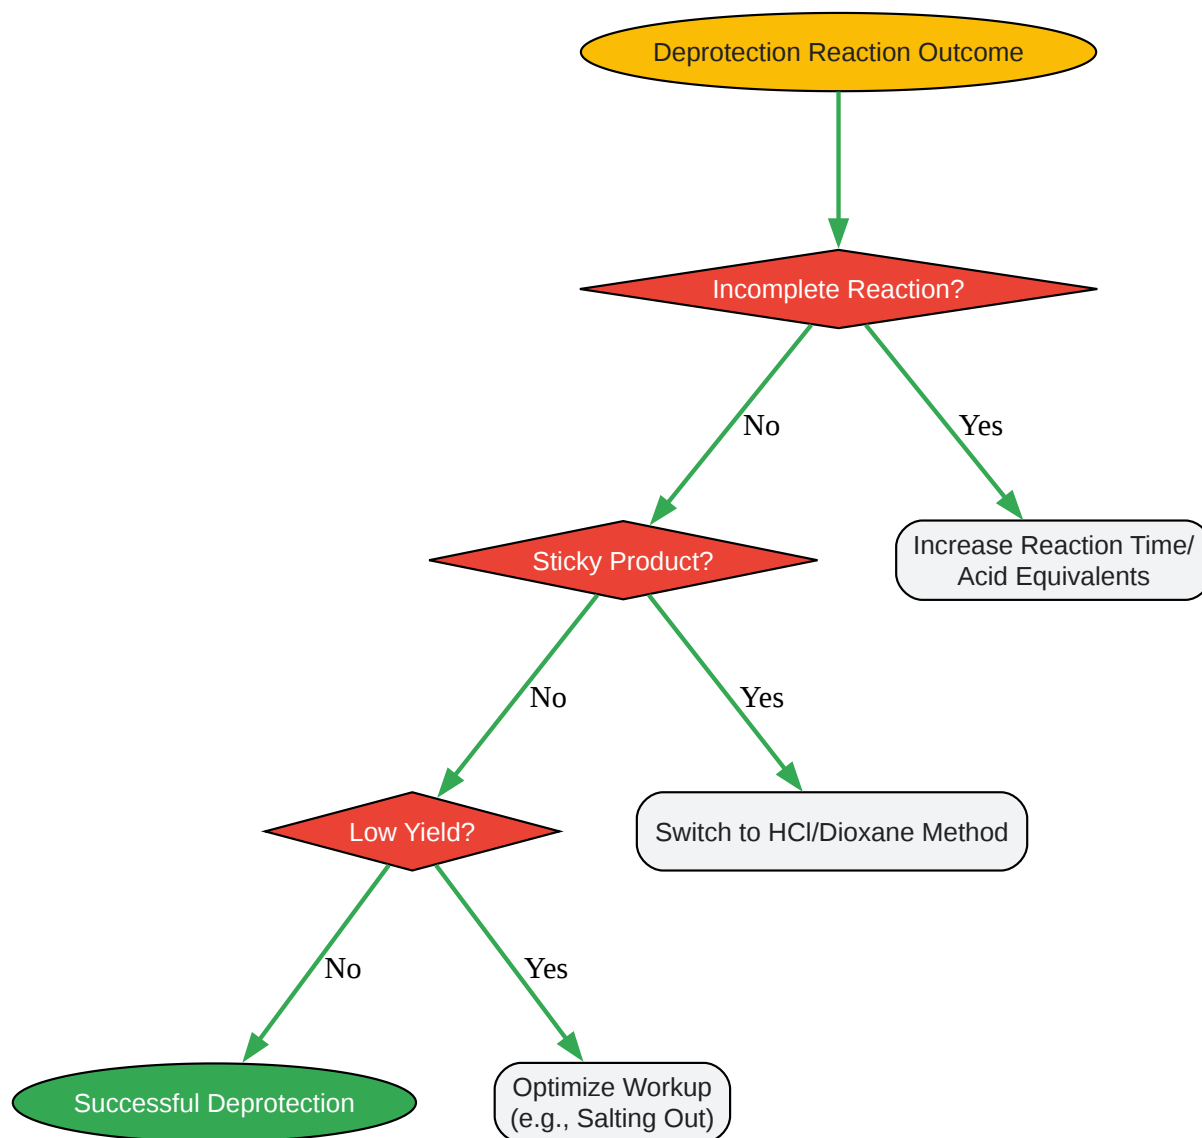 Deprotection Reaction Outcome
Incomplete Reaction?
No
Yes
Sticky Product?
Increase Reaction Time/
Acid Equivalents
No
Yes
Low Yield?
Switch to HCl/Dioxane Method
No
Yes
Successful Deprotection
Optimize Workup
(e.g., Salting Out)